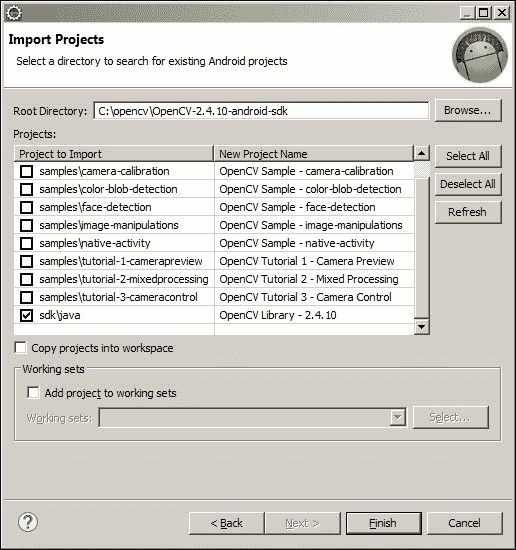 Import Projects
Select a directory to search for existing Android projects
Root Directory: C:\opencv\OpenCV-2.4.10-android-sdk Browse...
Projects:
Project to Import New Project Name Select All
samples\camera-calibration OpenCV Sample - camera-calibration
samples\color-blob-detection OpenCV Sample - color-blob-detection Deselect All
samples\face-detection OpenCV Sample - face-detection Refresh
samples\image-manipulations OpenCV Sample - image-manipulations
samples\native-activity OpenCV Sample - native-activity
samples\tutorial-1-camerapreview OpenCV Tutorial 1 - Camera Preview
samples\tutorial-2-mixedprocessing OpenCV Tutorial 2 - Mixed Processing
samples\tutorial-3-cameracontrol OpenCV Tutorial 3 - Camera Control
sdk\java OpenCV Library - 2.4.10
Copy projects into workspace
Working sets
Add project to working sets
Working sets: Select...
? < Back Next > Finish Cancel